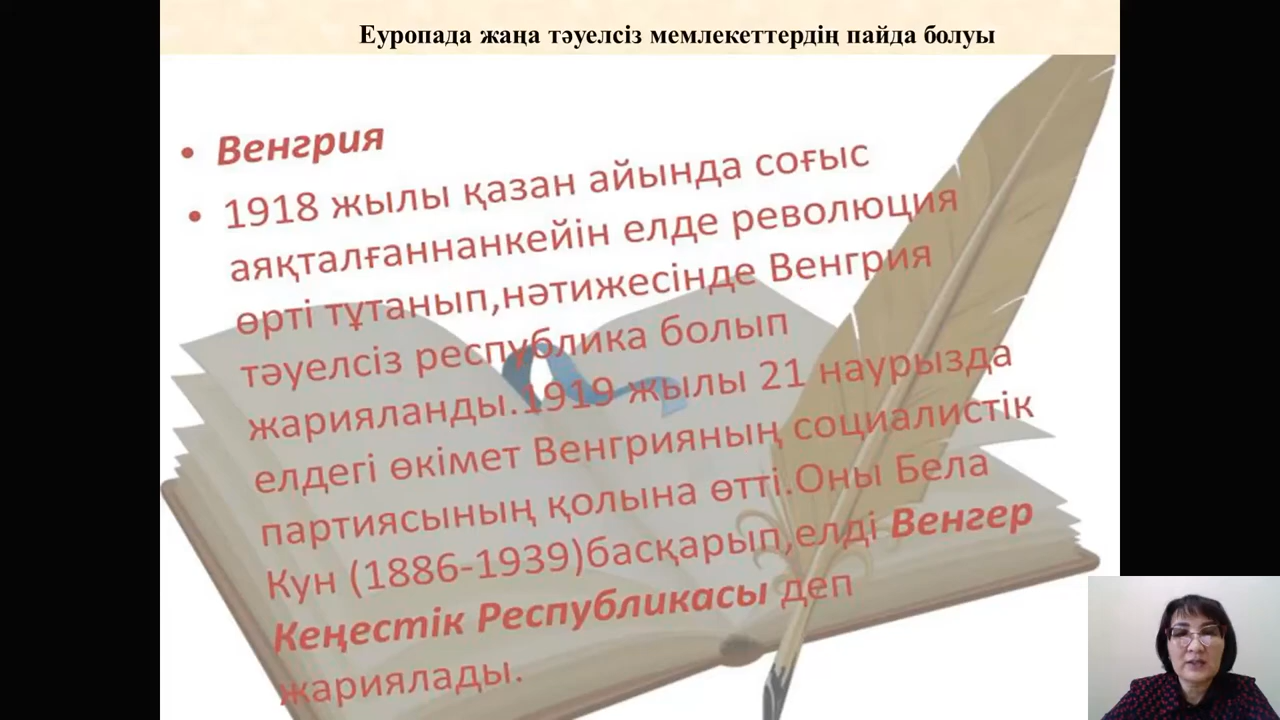 Еуропада жаңа тәуелсіз мемлекеттердің пайда болуы
• Венгрия
• 1918 жылы қазан айында соғыс
аяқталғаннанкейін елде революция
өрті тұтанып,нәтижесінде Венгрия
тәуелсіз республика болып
жарияланды.1919 жылы 21 наурызда
елдегі өкімет Венгрияның социалистік
партиясының қолына өтті.Оны Бела
Кун (1886-1939)басқарып,елді Венгер
Кеңестік Республикасы деп
жариялады.